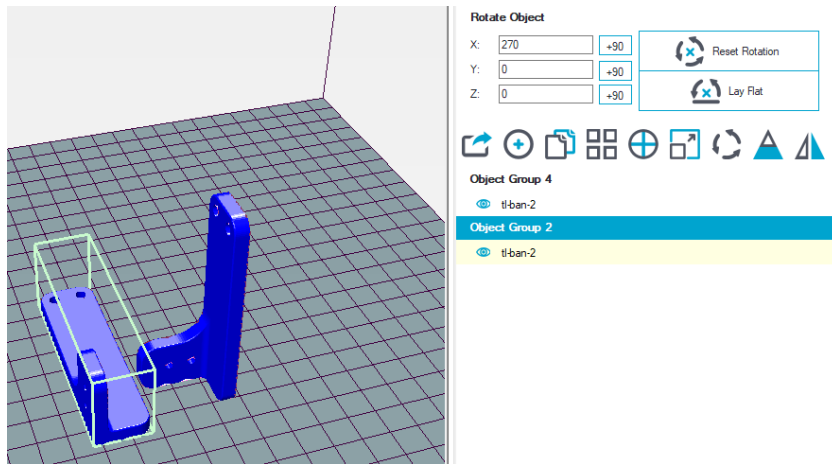 Rotate Object
X: 270 +90
Reset Rotation
Y: 0 +90
Z: 0 +90
Lay Flat
Object Group 4
tl-ban-2
Object Group 2
tl-ban-2